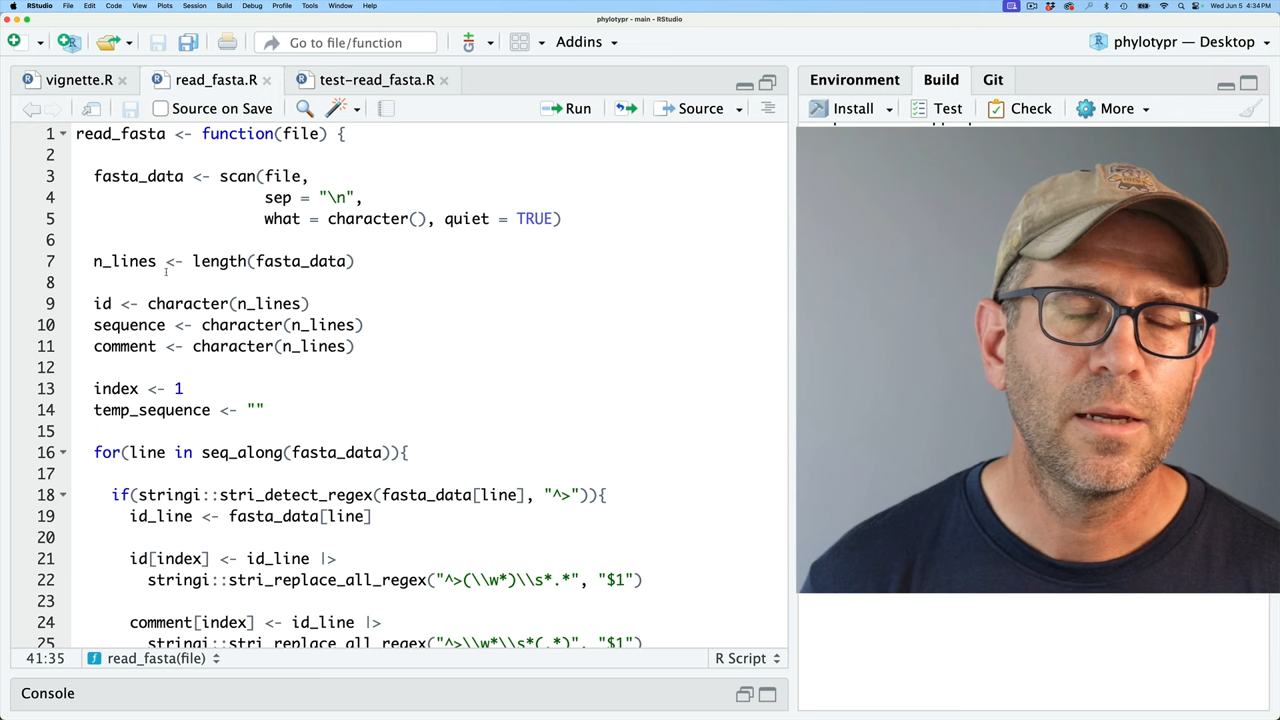 RStudio File Edit Code View Plots Session Build Debug Profile Tools Window Help Wed Jun 5 4:34 PM
phylotypr - main - RStudio
Go to file/function Addins phylotypr — Desktop
vignette.R read_fasta.R test-read_fasta.R Environment Build Git
Source on Save Run Source Install Test Check More
1 read_fasta <- function(file) {
2
3 fasta_data <- scan(file,
4 sep = "\n",
5 what = character(), quiet = TRUE)
6
7 n_lines <- length(fasta_data)
8
9 id <- character(n_lines)
10 sequence <- character(n_lines)
11 comment <- character(n_lines)
12
13 index <- 1
14 temp_sequence <- ""
15
16 for(line in seq_along(fasta_data)){
17
18 if(stringi::stri_detect_regex(fasta_data[line], "^>")){
19 id_line <- fasta_data[line]
20
21 id[index] <- id_line |>
22 stringi::stri_replace_all_regex("^>(\\w*)\\s*.*", "$1")
23
24 comment[index] <- id_line |>
25 stringi::stri_replace_all_regex("^>\\w*\\s*(.*)", "$1")
41:35 read_fasta(file) R Script
Console